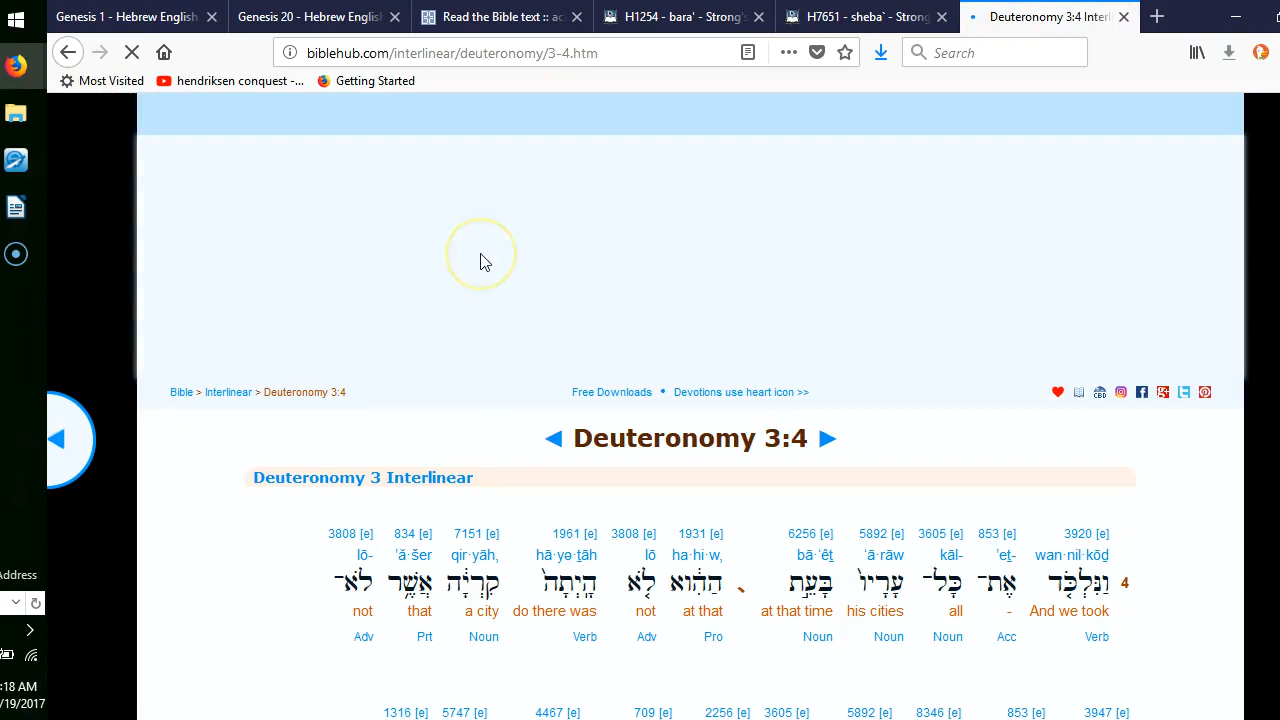 Genesis 1 - Hebrew English
Genesis 20 - Hebrew Englis
Read the Bible text :: ac
H1254 - bara' - Strong's
H7651 - sheba` - Strong
Deuteronomy 3:4 Interl
biblehub.com/interlinear/deuteronomy/3-4.htm
Search
Most Visited
hendriksen conquest -...
Getting Started
Bible > Interlinear > Deuteronomy 3:4
Free Downloads • Devotions use heart icon >>
◄ Deuteronomy 3:4 ►
Deuteronomy 3 Interlinear
3808 [e] 834 [e] 7151 [e] 1961 [e] 3808 [e] 1931 [e] 6256 [e] 5892 [e] 3605 [e] 853 [e] 3920 [e]
lō- 'ă·šer qir·yāh, hā·yə·ṯāh lō ha·hi·w, bā·'êṯ 'ā·rāw kāl- 'eṯ- wan·nil·kōḏ
4 וַנִּלְכֹּ֤ד אֶת־ כָּל־ עָרָיו֙ בָּעֵ֣ת ﹑ הַהִ֔וא לֹ֤א הָֽיְתָה֙ קִרְיָ֔ה אֲשֶׁ֥ר לֹא־
not that a city do there was not at that at that time his cities all - And we took
Adv Prt Noun Verb Adv Pro Noun Noun Noun Acc Verb
1316 [e] 5747 [e] 4467 [e] 709 [e] 2256 [e] 3605 [e] 5892 [e] 8346 [e] 853 [e] 3947 [e]
Address
:18 AM
/19/2017